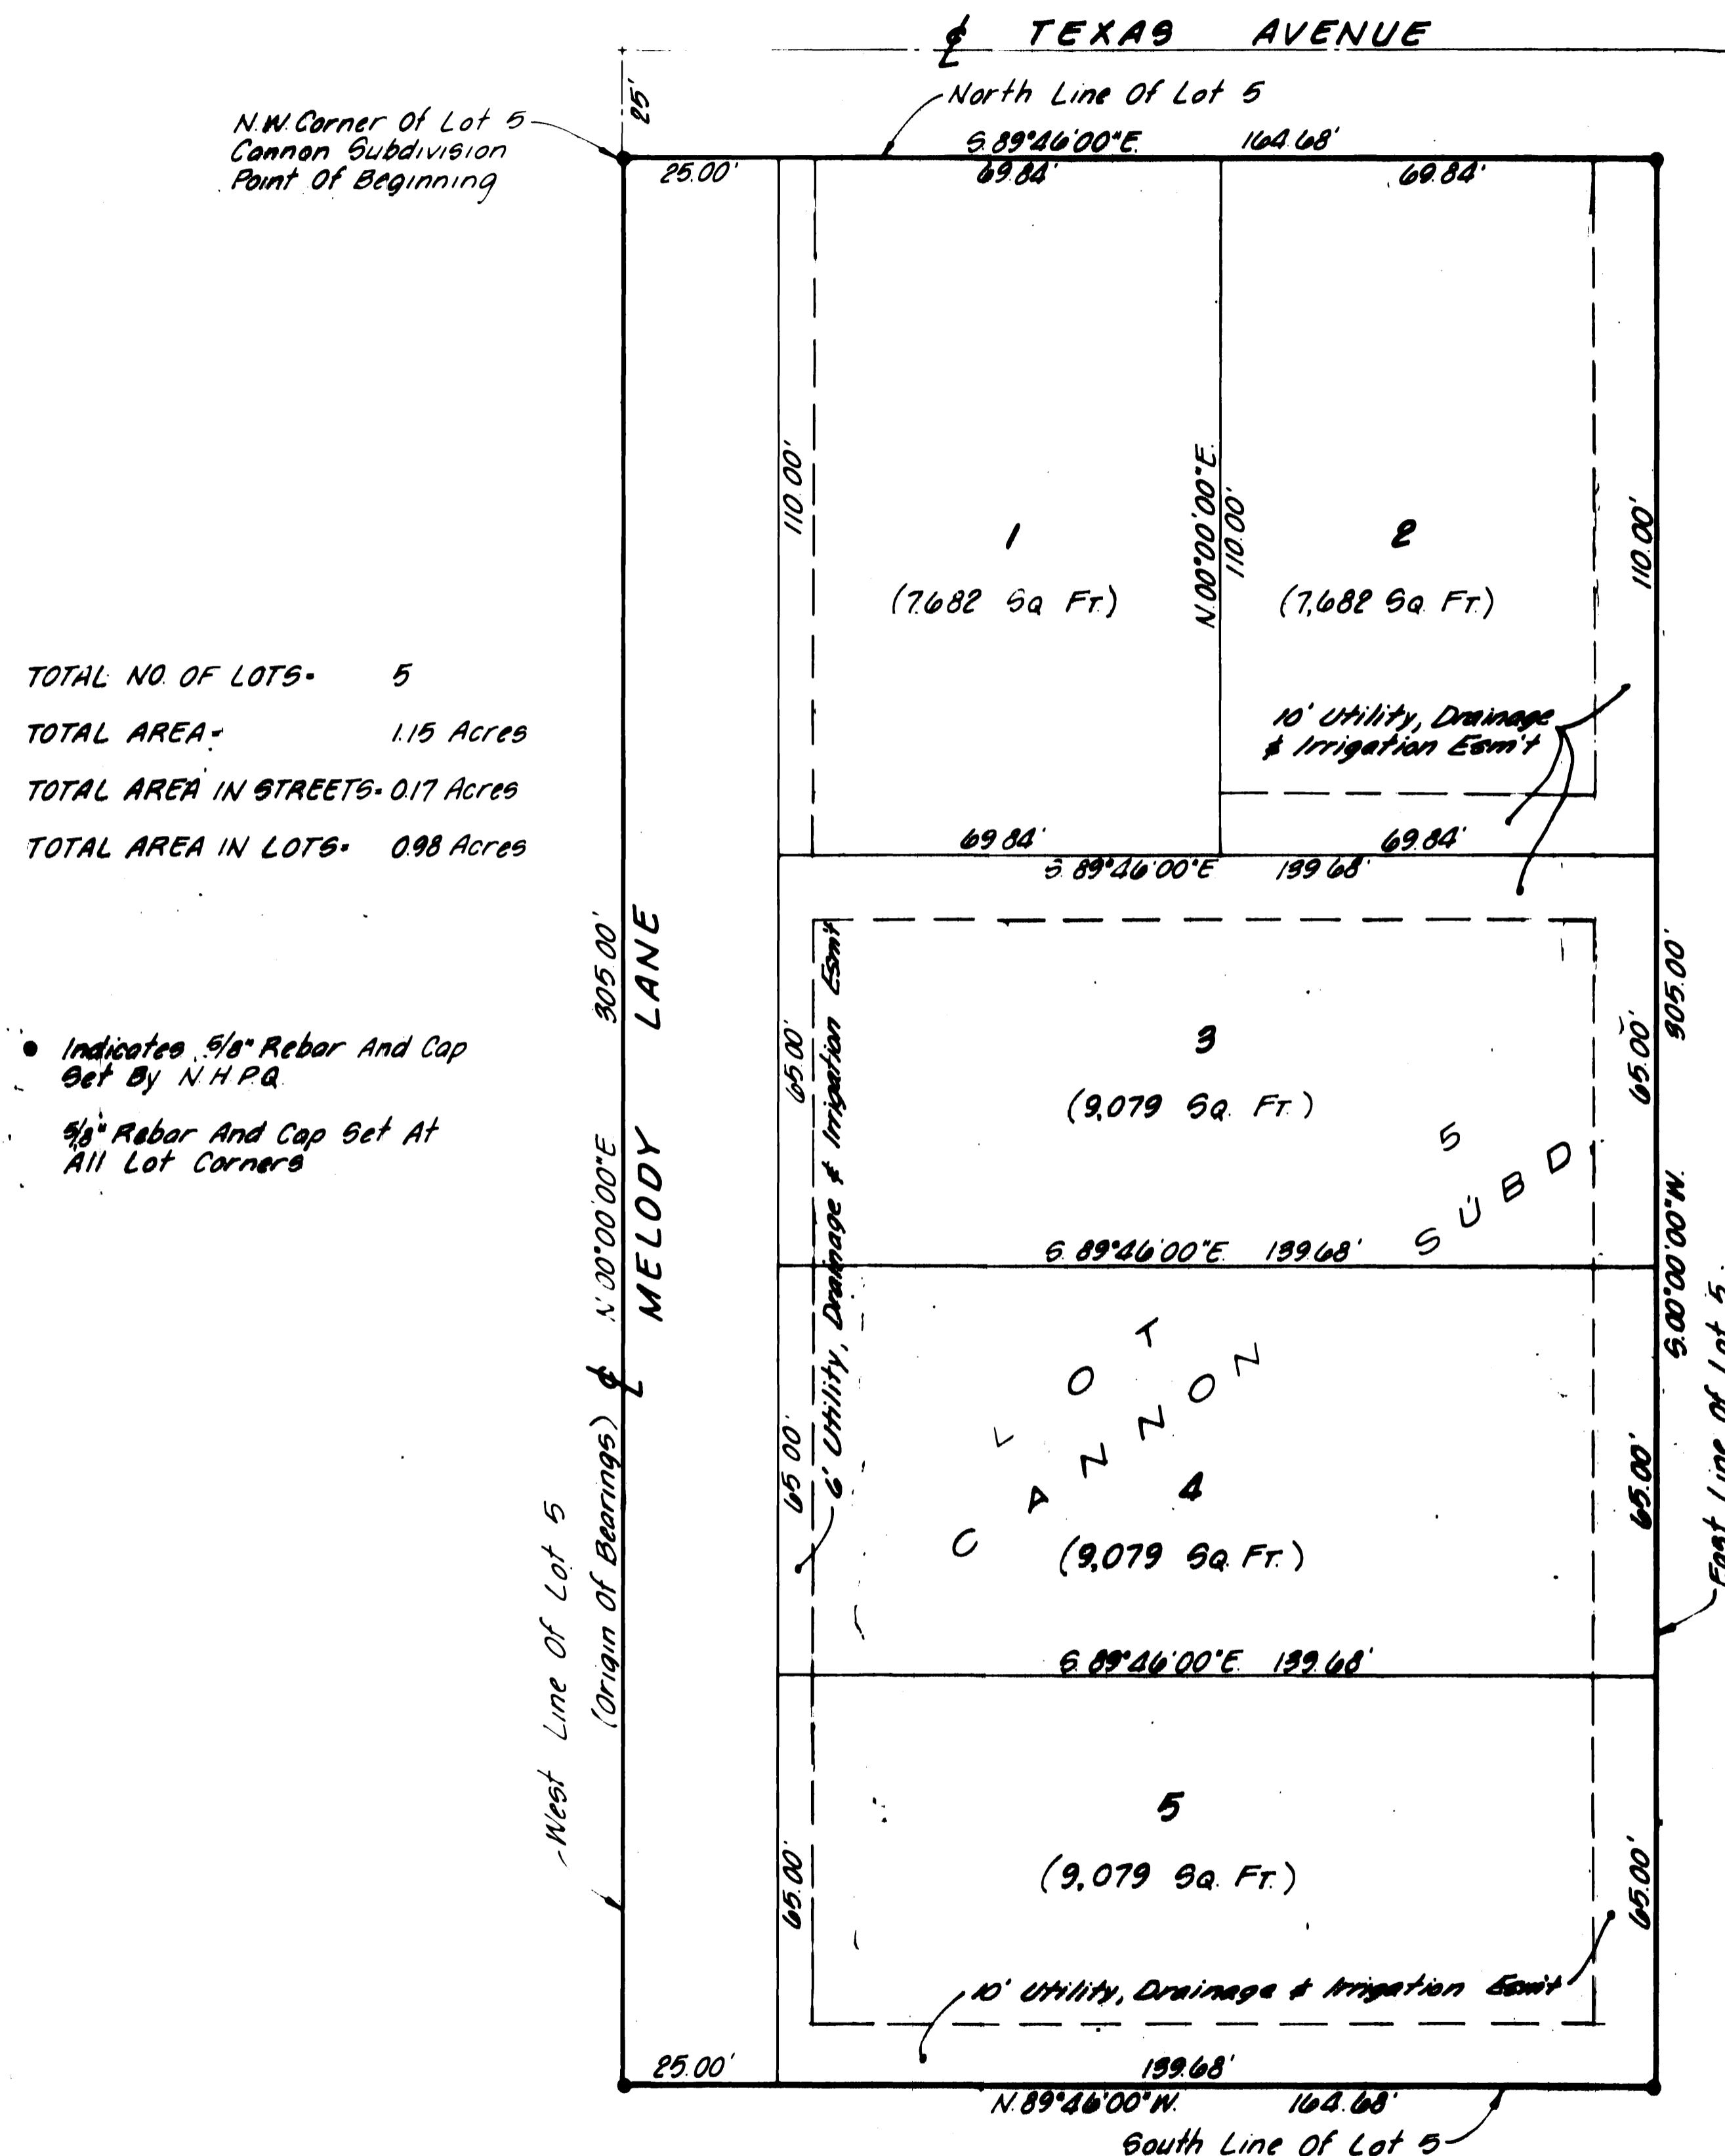 ℄ TEXAS AVENUE
25'
North Line Of Lot 5
N.W. Corner Of Lot 5
Cannon Subdivision
Point Of Beginning
S.89°46'00"E. 164.68'
25.00' 69.84' 69.84'
110.00'
N.00°00'00"E.
110.00'
110.00'
1
(7,682 SQ FT.)
2
(7,682 SQ FT.)
10' Utility, Drainage
& Irrigation Esm't
69.84' 69.84'
S.89°46'00"E 139.68'
TOTAL NO. OF LOTS= 5
TOTAL AREA= 1.15 Acres
TOTAL AREA IN STREETS= 0.17 Acres
TOTAL AREA IN LOTS= 0.98 Acres
• Indicates 5/8" Rebar And Cap
Set By N.H.P.Q.
5/8" Rebar And Cap Set At
All Lot Corners
N.00°00'00"E 305.00'
℄ MELODY LANE
West Line Of Lot 5
(Origin Of Bearings)
65.00'
6' Utility, Drainage & Irrigation Esm't
3
(9,079 SQ. FT.)
65.00'
S.00°00'00"W. 305.00'
East Line Of Lot 5
S.89°46'00"E. 139.68'
LOT 5
CANNON SUBD
65.00'
4
(9,079 SQ. FT.)
65.00'
S.89°46'00"E. 139.68'
65.00'
5
(9,079 SQ. FT.)
65.00'
10' Utility, Drainage & Irrigation Esm't
25.00' 139.68'
N.89°46'00"W. 164.68'
South Line Of Lot 5